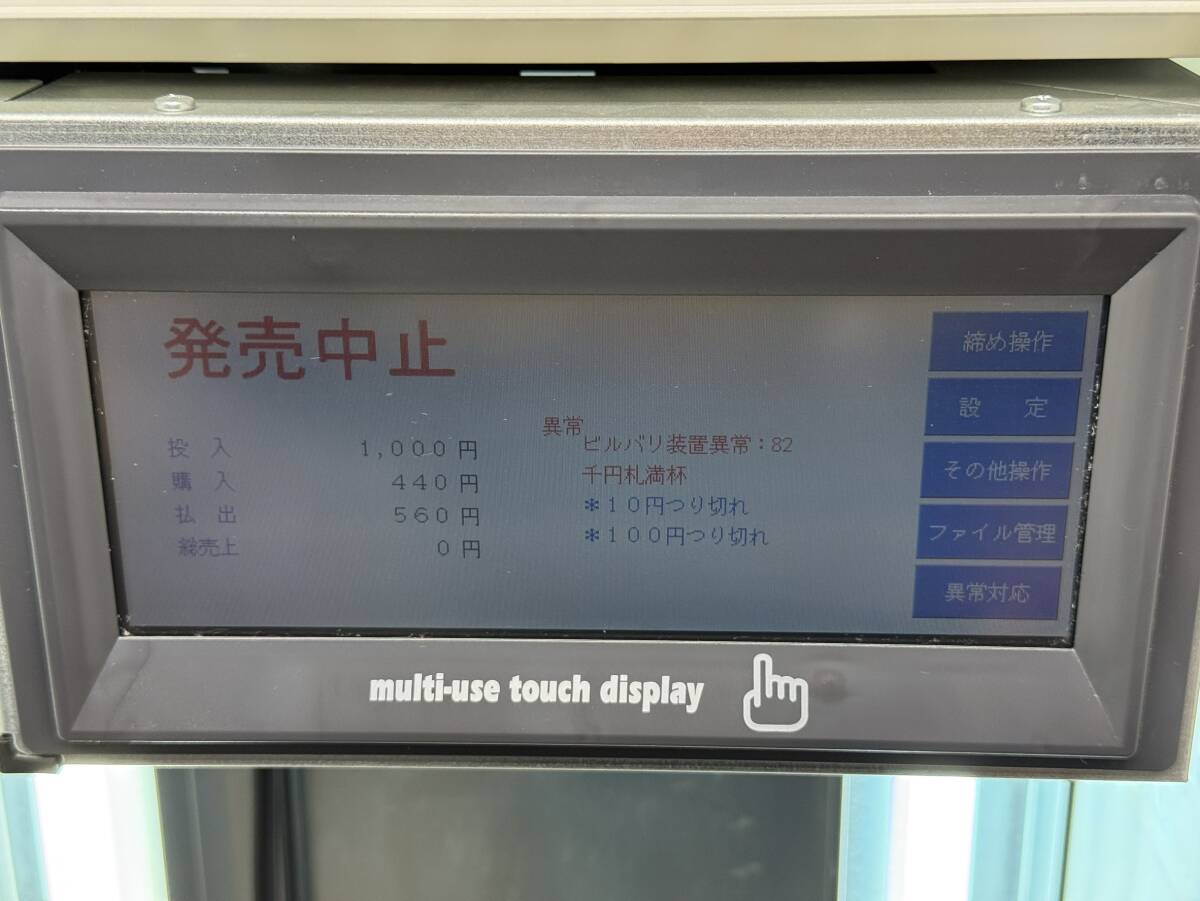 発売中止
投入 1,000円
購入 440円
払出 560円
総売上 0円
異常
ビルバリ装置異常：82
千円札満杯
＊１０円つり切れ
＊１００円つり切れ
締め操作
設 定
その他操作
ファイル管理
異常対応
multi-use touch display